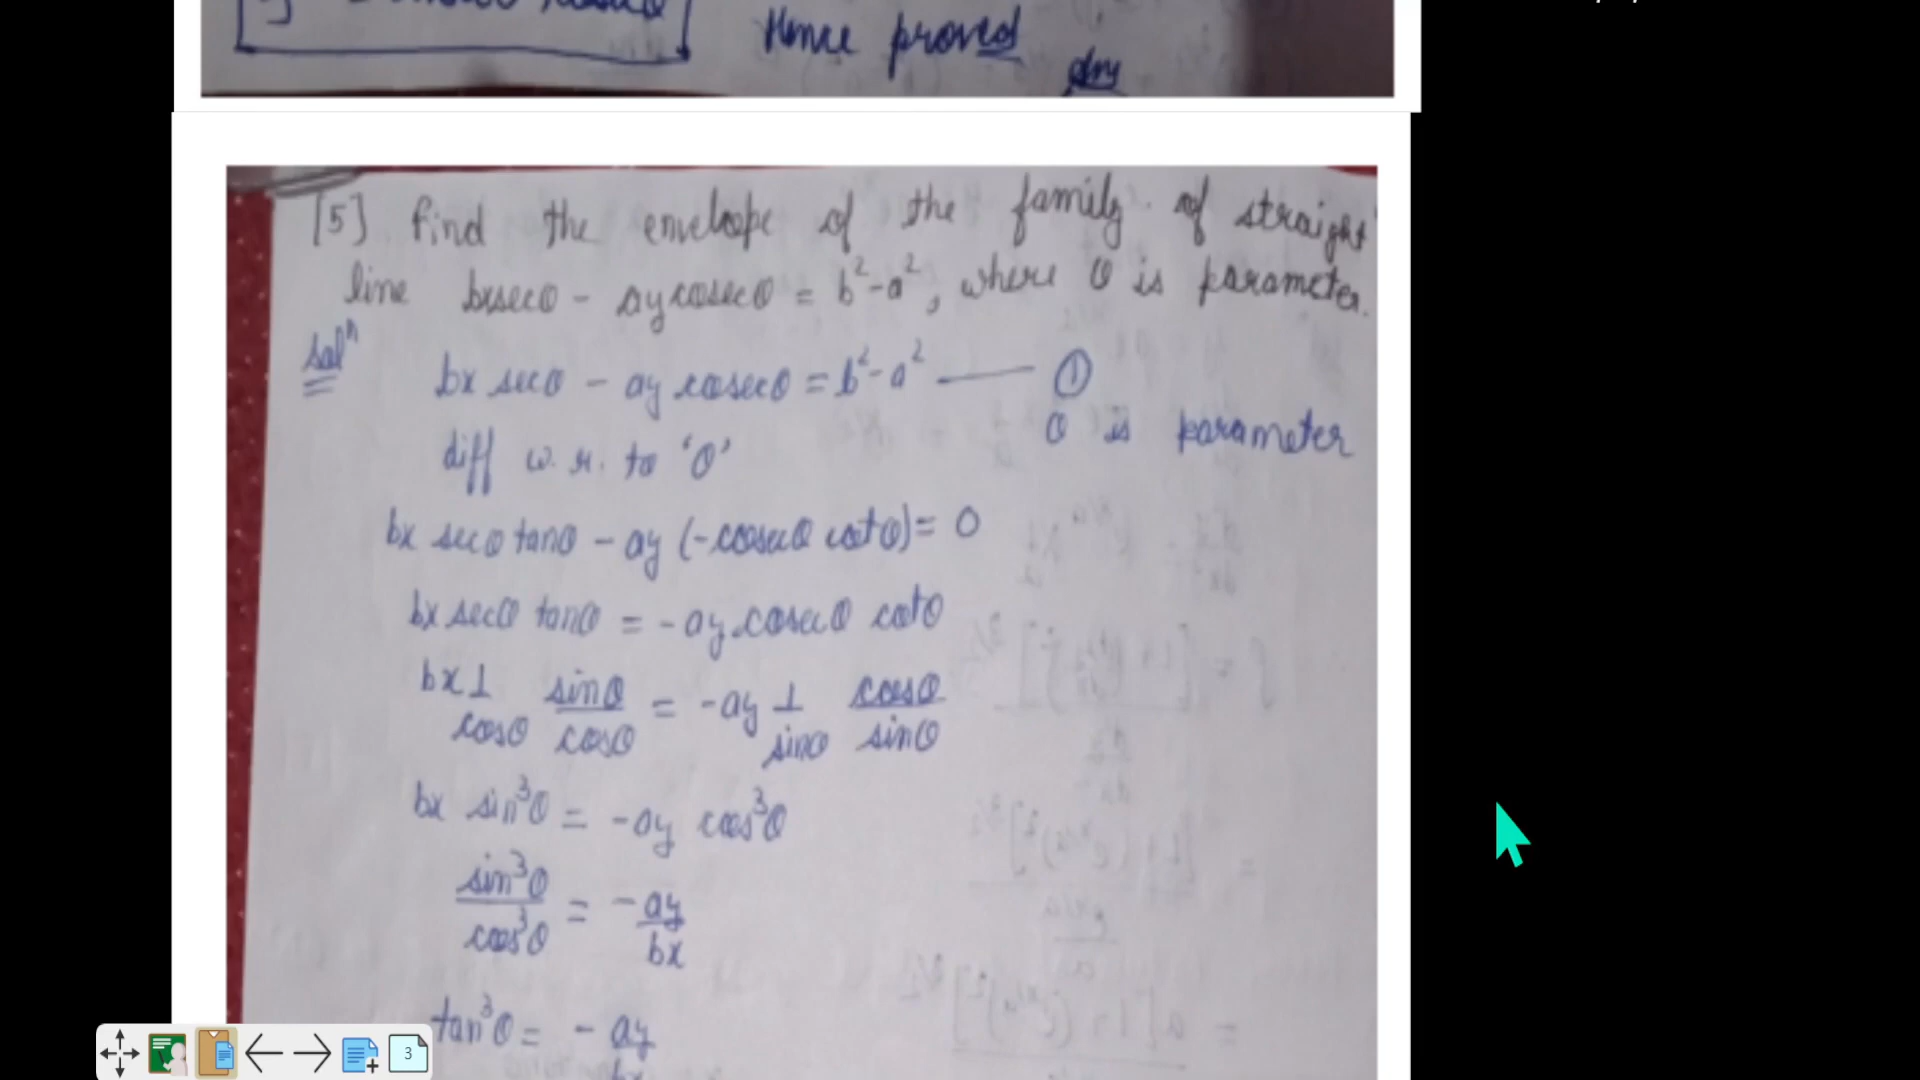 Hence proved
[5] find the envelope of the family of straight
line bxsecθ - aycosecθ = b²-a², where θ is parameter.
Solⁿ bx secθ - ay cosecθ = b²-a² —— ①
θ is parameter
diff w.r. to 'θ'
bx secθ tanθ - ay (-cosecθ cotθ) = 0
bx secθ tanθ = -ay.cosecθ cotθ
bx 1/cosθ sinθ/cosθ = -ay 1/sinθ cosθ/sinθ
bx sin³θ = -ay cos³θ
sin³θ/cos³θ = -ay/bx
tan³θ = -ay/bx
3